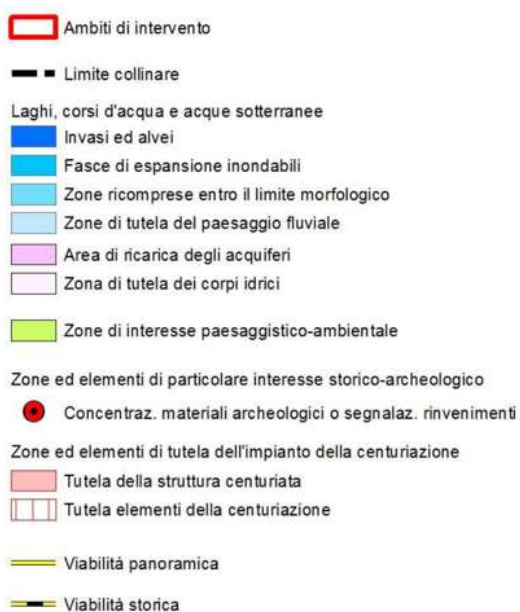 Ambiti di intervento
Limite collinare
Laghi, corsi d'acqua e acque sotterranee
Invasi ed alvei
Fasce di espansione inondabili
Zone ricomprese entro il limite morfologico
Zone di tutela del paesaggio fluviale
Area di ricarica degli acquiferi
Zona di tutela dei corpi idrici
Zone di interesse paesaggistico-ambientale
Zone ed elementi di particolare interesse storico-archeologico
Concentraz. materiali archeologici o segnalaz. rinvenimenti
Zone ed elementi di tutela dell'impianto della centuriazione
Tutela della struttura centuriata
Tutela elementi della centuriazione
Viabilità panoramica
Viabilità storica